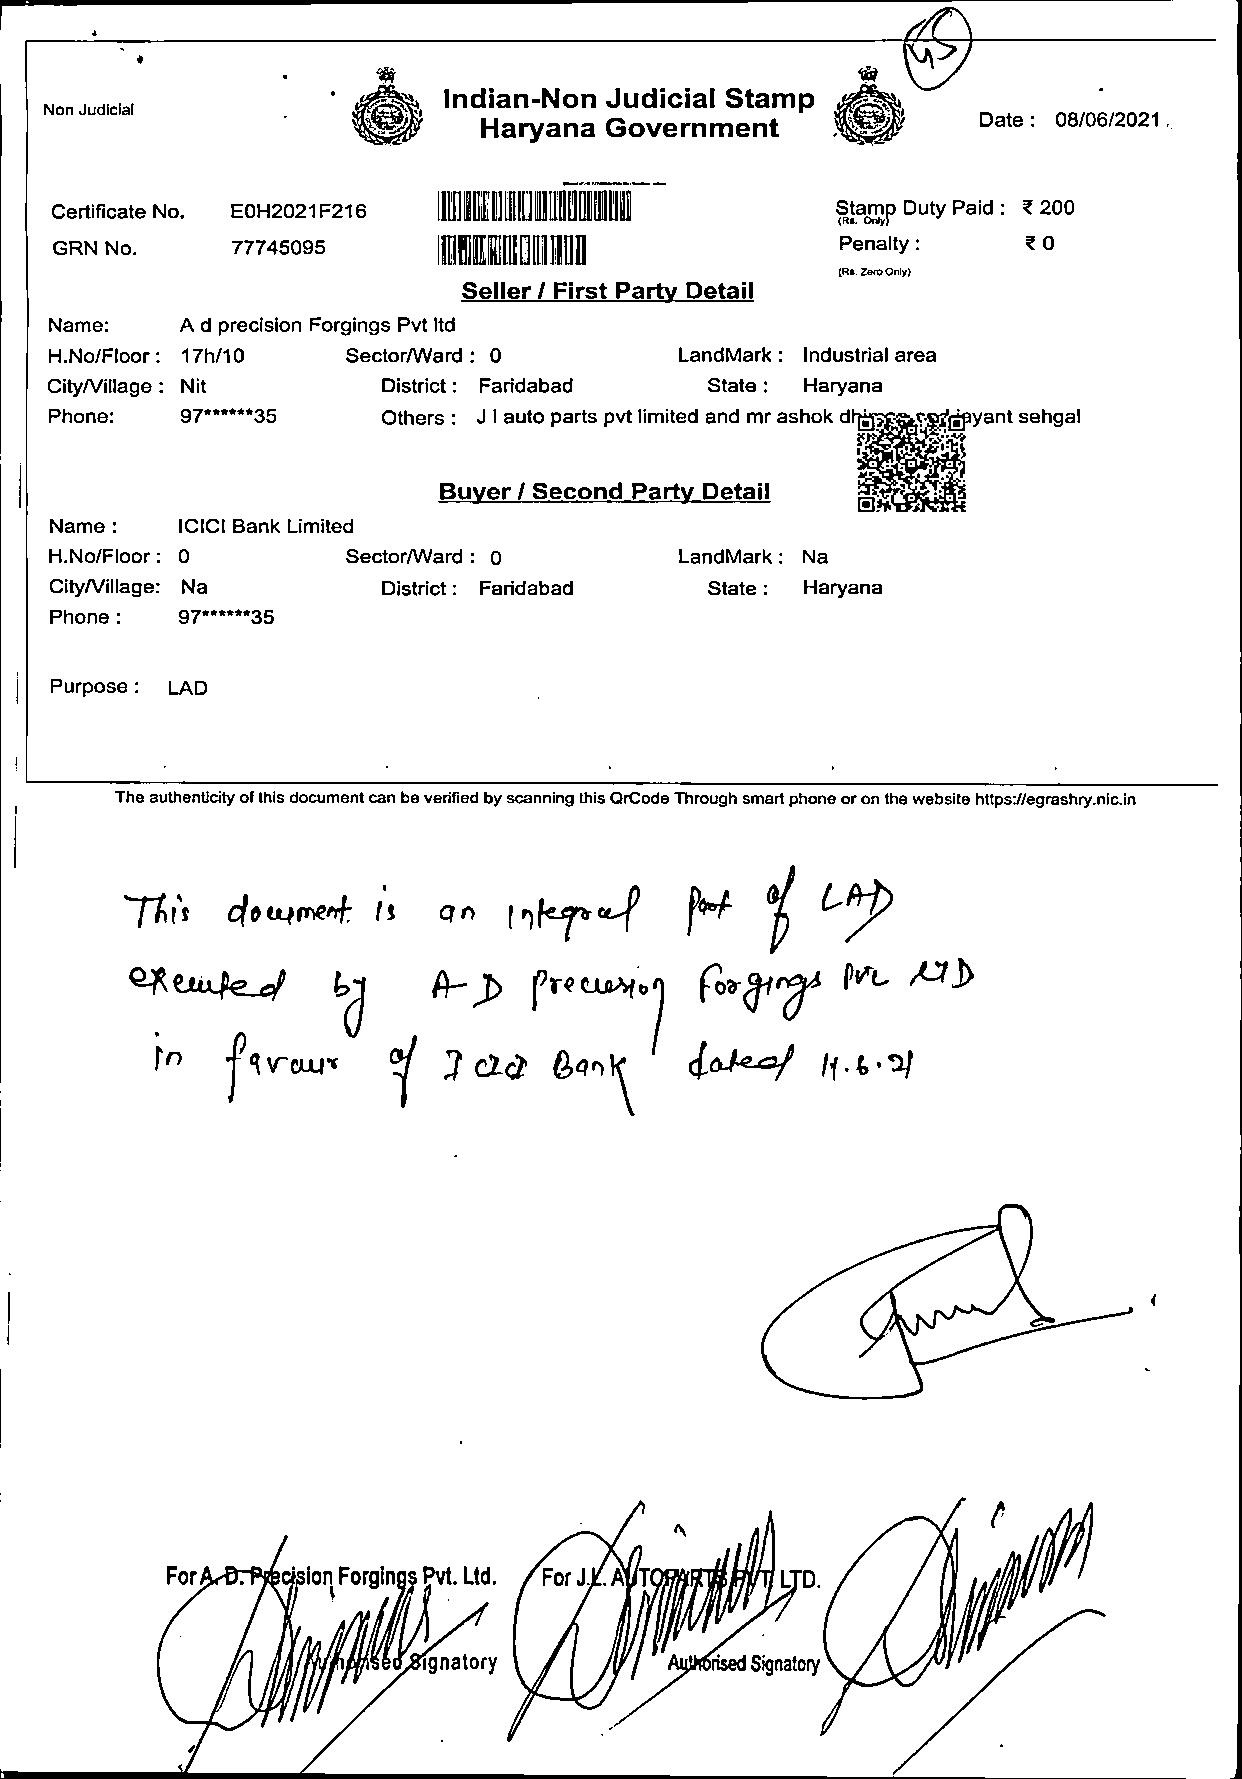 45
Non Judicial
Indian-Non Judicial Stamp
Haryana Government
Date : 08/06/2021
Certificate No. E0H2021F216
Stamp Duty Paid : ₹ 200
(Rs. Only)
GRN No. 77745095
Penalty : ₹ 0
(Rs. Zero Only)
Seller / First Party Detail
Name: A d precision Forgings Pvt ltd
H.No/Floor : 17h/10 Sector/Ward : 0 LandMark : Industrial area
City/Village : Nit District : Faridabad State : Haryana
Phone: 97******35 Others : J l auto parts pvt limited and mr ashok jayant sehgal
Buyer / Second Party Detail
Name : ICICI Bank Limited
H.No/Floor : 0 Sector/Ward : 0 LandMark : Na
City/Village: Na District : Faridabad State : Haryana
Phone : 97******35
Purpose : LAD
The authenticity of this document can be verified by scanning this QrCode Through smart phone or on the website https://egrashry.nic.in
This document is an integral part of LAD
executed by A-D Precision Forgings Pvt LTD
in favour of ICICI Bank dated 14.6.21
For A. D. Precision Forgings Pvt. Ltd. For J.L. AUTOPARTS PVT LTD.
Authorised Signatory Authorised Signatory